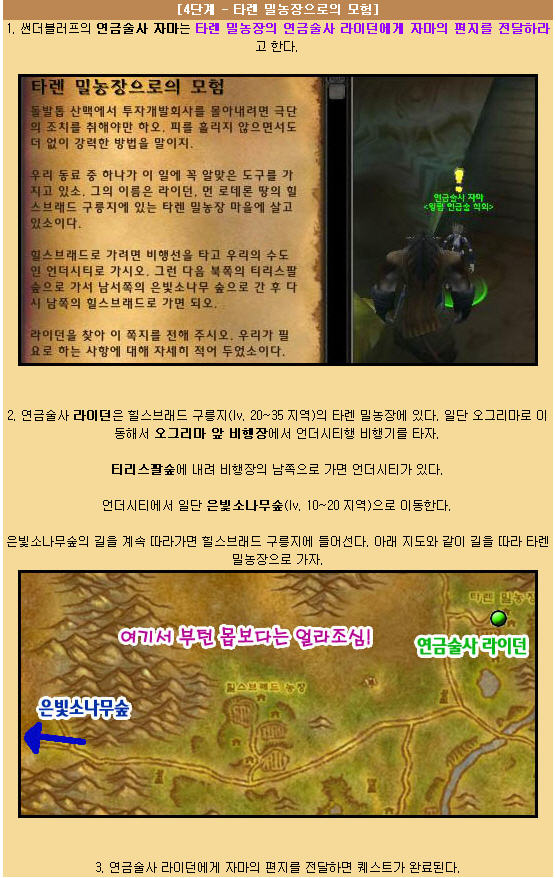 [4단계 - 타렌 밀농장으로의 모험]
1. 썬더블러프의 연금술사 자마는 타렌 밀농장의 연금술사 라이던에게 자마의 편지를 전달하라
고 한다.
타렌 밀농장으로의 모험
돌발톱 산맥에서 투자개발회사를 몰아내려면 극단
의 조치를 취해야만 하오. 피를 흘리지 않으면서도
더 없이 강력한 방법을 말이지.
우리 동료 중 하나가 이 일에 꼭 알맞은 도구를 가
지고 있소. 그의 이름은 라이던, 먼 로데론 땅의 힐
스브래드 구릉지에 있는 타렌 밀농장 마을에 살고
있소이다.
힐스브래드로 가려면 비행선을 타고 우리의 수도
인 언더시티로 가시오. 그런 다음 북쪽의 티리스팔
숲으로 가서 남서쪽의 은빛소나무 숲으로 간 후 다
시 남쪽의 힐스브래드로 가면 되오.
라이던을 찾아 이 쪽지를 전해 주시오. 우리가 필
요로 하는 사항에 대해 자세히 적어 두었소이다.
연금술사 자마
<왕립 연금술 학회>
2. 연금술사 라이던은 힐스브래드 구릉지(lv. 20~35 지역)의 타렌 밀농장에 있다. 일단 오그리마로 이
동해서 오그리마 앞 비행장에서 언더시티행 비행기를 타자.
티리스팔숲에 내려 비행장의 남쪽으로 가면 언더시티가 있다.
언더시티에서 일단 은빛소나무숲(lv. 10~20 지역)으로 이동한다.
은빛소나무숲의 길을 계속 따라가면 힐스브래드 구릉지에 들어선다. 아래 지도와 같이 길을 따라 타렌
밀농장으로 가자.
타렌 밀농장
여기서 부턴 몹보다는 얼라조심!
연금술사 라이던
힐스브래드 농장
은빛소나무숲
3. 연금술사 라이던에게 자마의 편지를 전달하면 퀘스트가 완료된다.